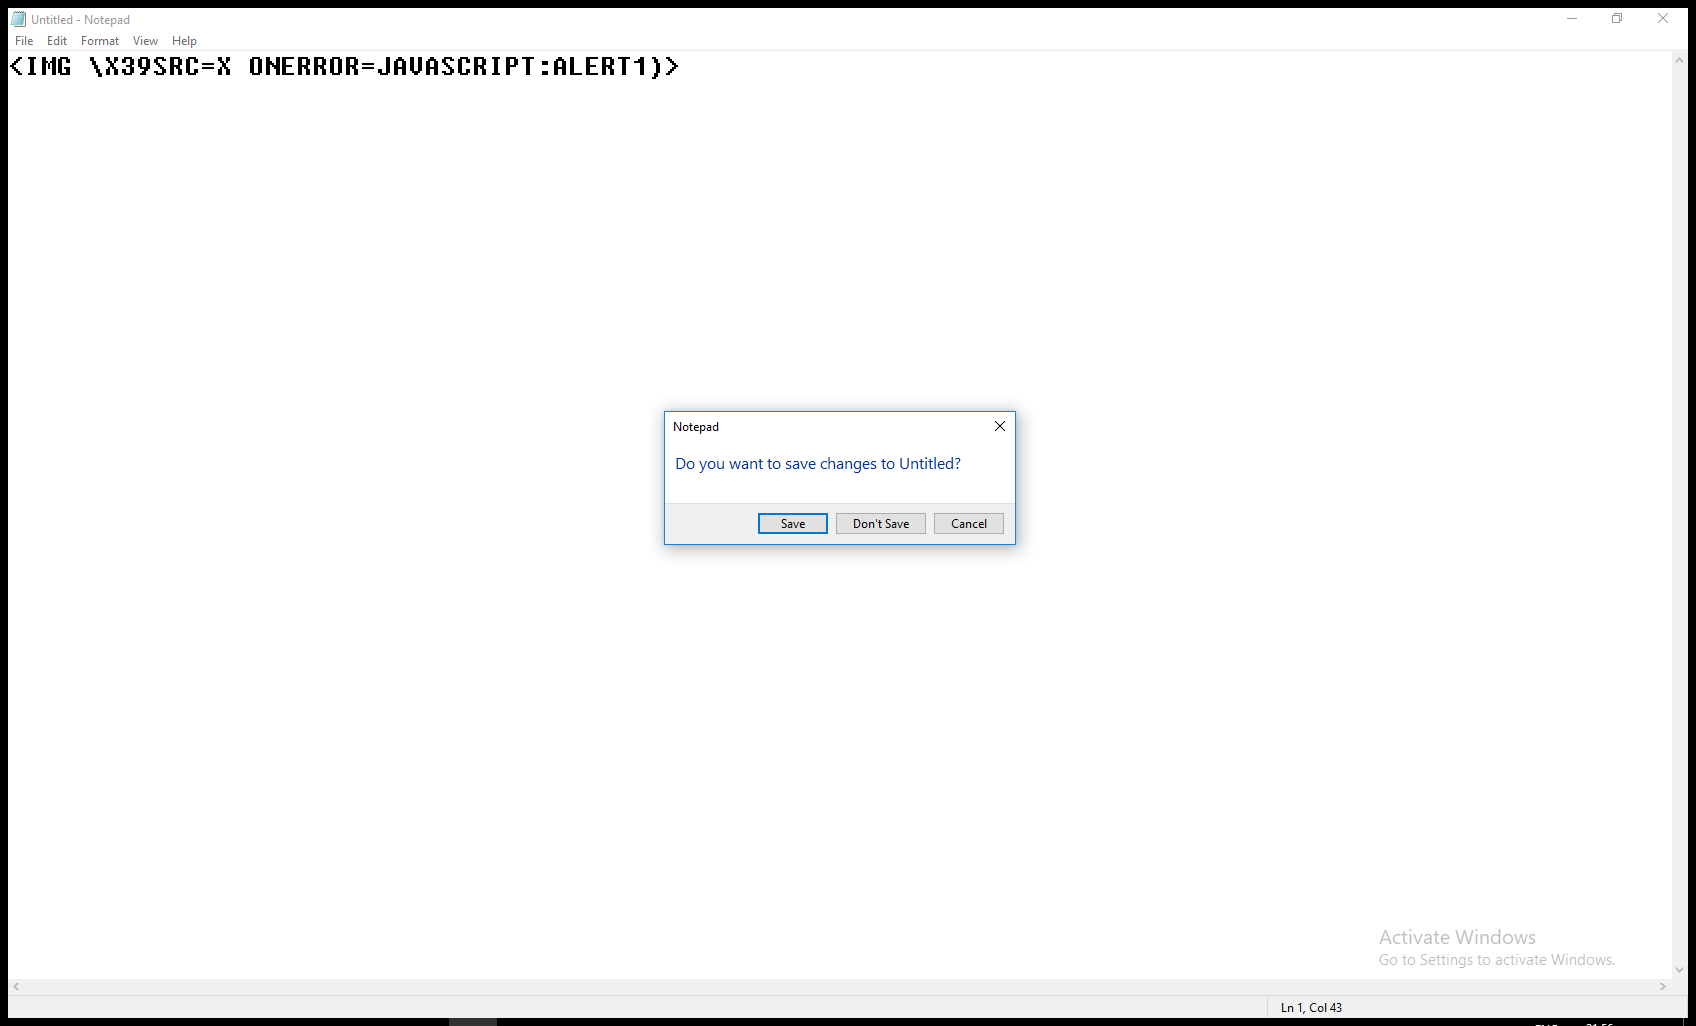 Untitled - Notepad
File Edit Format View Help
<IMG \X39SRC=X ONERROR=JAVASCRIPT:ALERT1)>
Notepad
Do you want to save changes to Untitled?
Save Don't Save Cancel
Activate Windows
Go to Settings to activate Windows.
Ln 1, Col 43